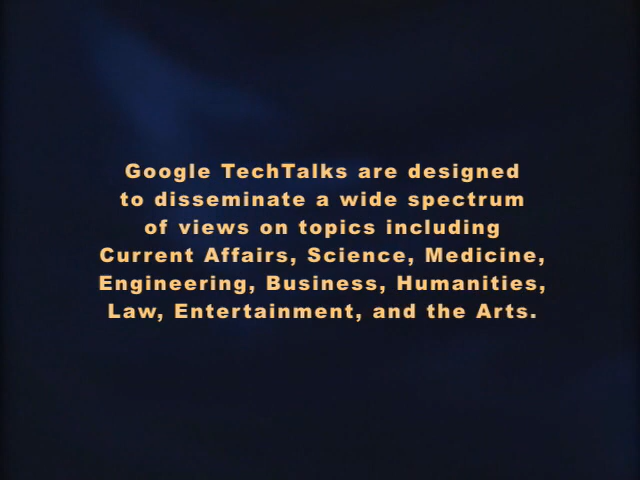 Google TechTalks are designed
to disseminate a wide spectrum
of views on topics including
Current Affairs, Science, Medicine,
Engineering, Business, Humanities,
Law, Entertainment, and the Arts.